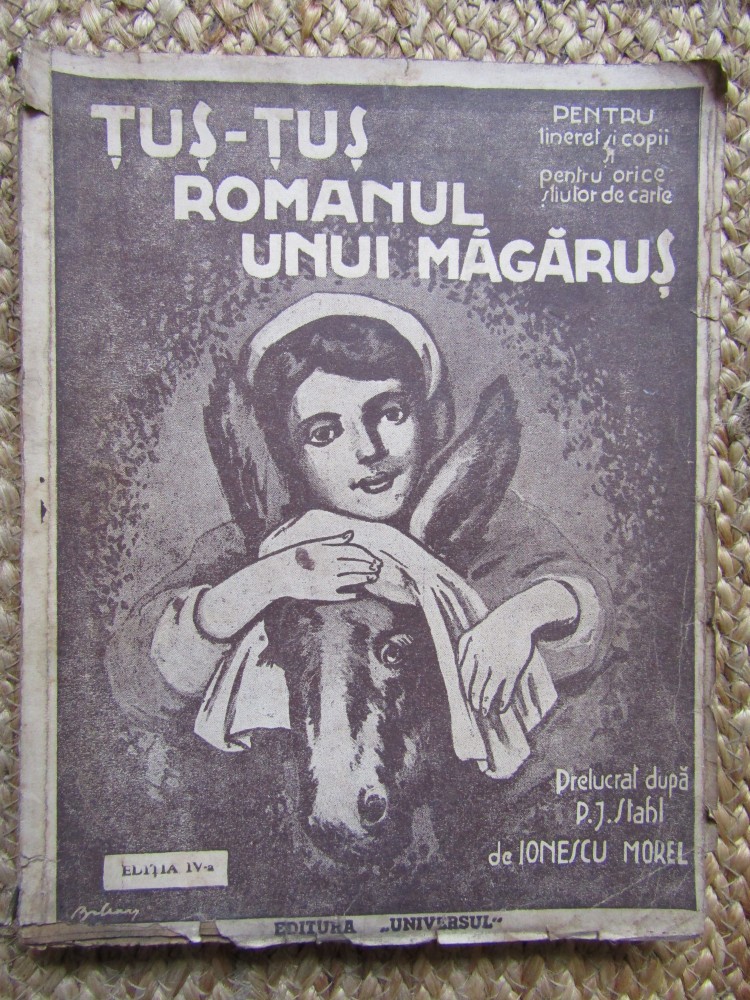 ȚUȘ-ȚUȘ
ROMANUL
UNUI MĂGĂRUȘ
PENTRU
tineret și copii
și
pentru orice
știutor de carte
Prelucrat după
P.J. Stahl
de IONESCU MOREL
EDIȚIA IV-a
EDITURA „UNIVERSUL"